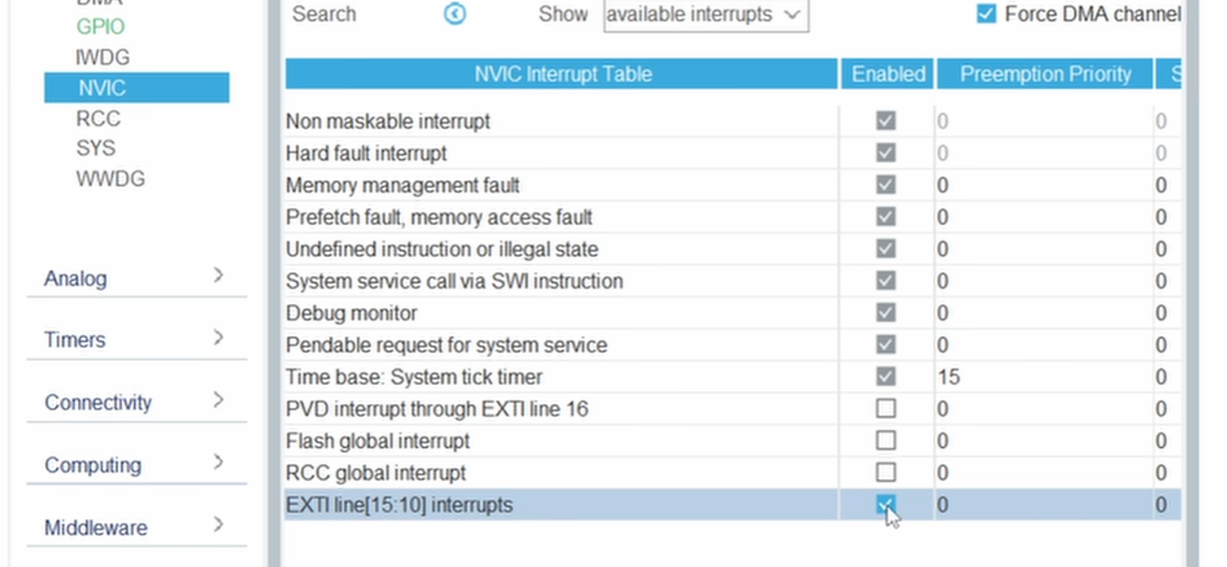 DMA
GPIO
IWDG
NVIC
RCC
SYS
WWDG
Analog
Timers
Connectivity
Computing
Middleware
Search Show available interrupts Force DMA channel
NVIC Interrupt Table Enabled Preemption Priority S
Non maskable interrupt 0 0
Hard fault interrupt 0 0
Memory management fault 0 0
Prefetch fault, memory access fault 0 0
Undefined instruction or illegal state 0 0
System service call via SWI instruction 0 0
Debug monitor 0 0
Pendable request for system service 0 0
Time base: System tick timer 15 0
PVD interrupt through EXTI line 16 0 0
Flash global interrupt 0 0
RCC global interrupt 0 0
EXTI line[15:10] interrupts 0 0